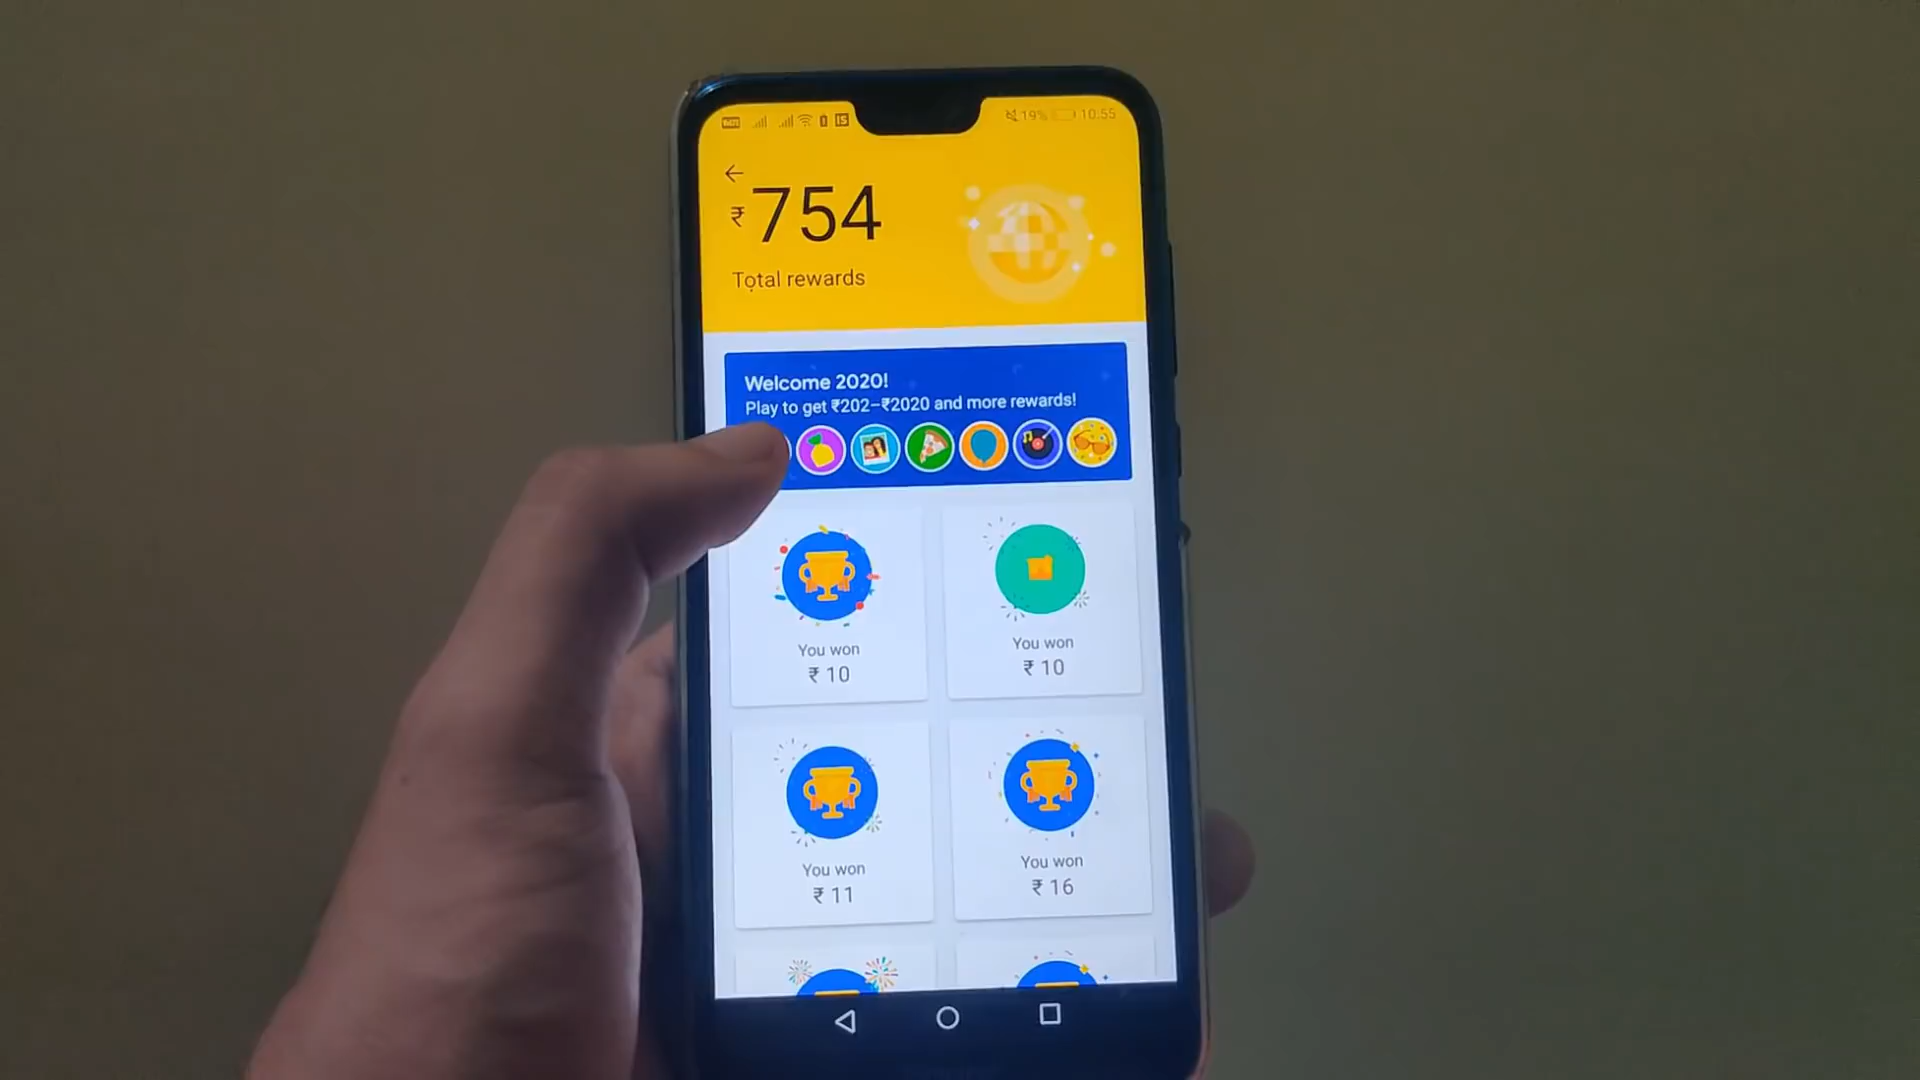 19% 10:55
₹754
Total rewards
Welcome 2020!
Play to get ₹202–₹2020 and more rewards!
You won
₹ 10
You won
₹ 10
You won
₹ 11
You won
₹ 16